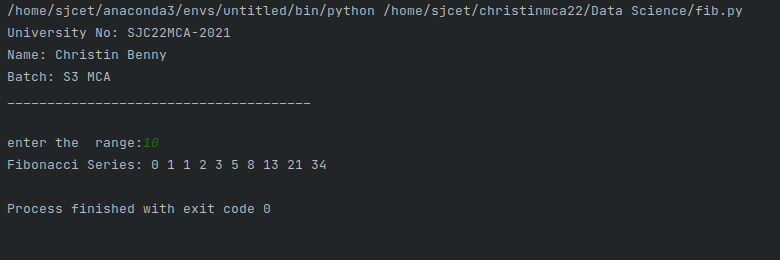 /home/sjcet/anaconda3/envs/untitled/bin/python /home/sjcet/christinmca22/Data Science/fib.py
University No: SJC22MCA-2021
Name: Christin Benny
Batch: S3 MCA
______________________________________
enter the  range:10
Fibonacci Series: 0 1 1 2 3 5 8 13 21 34
Process finished with exit code 0